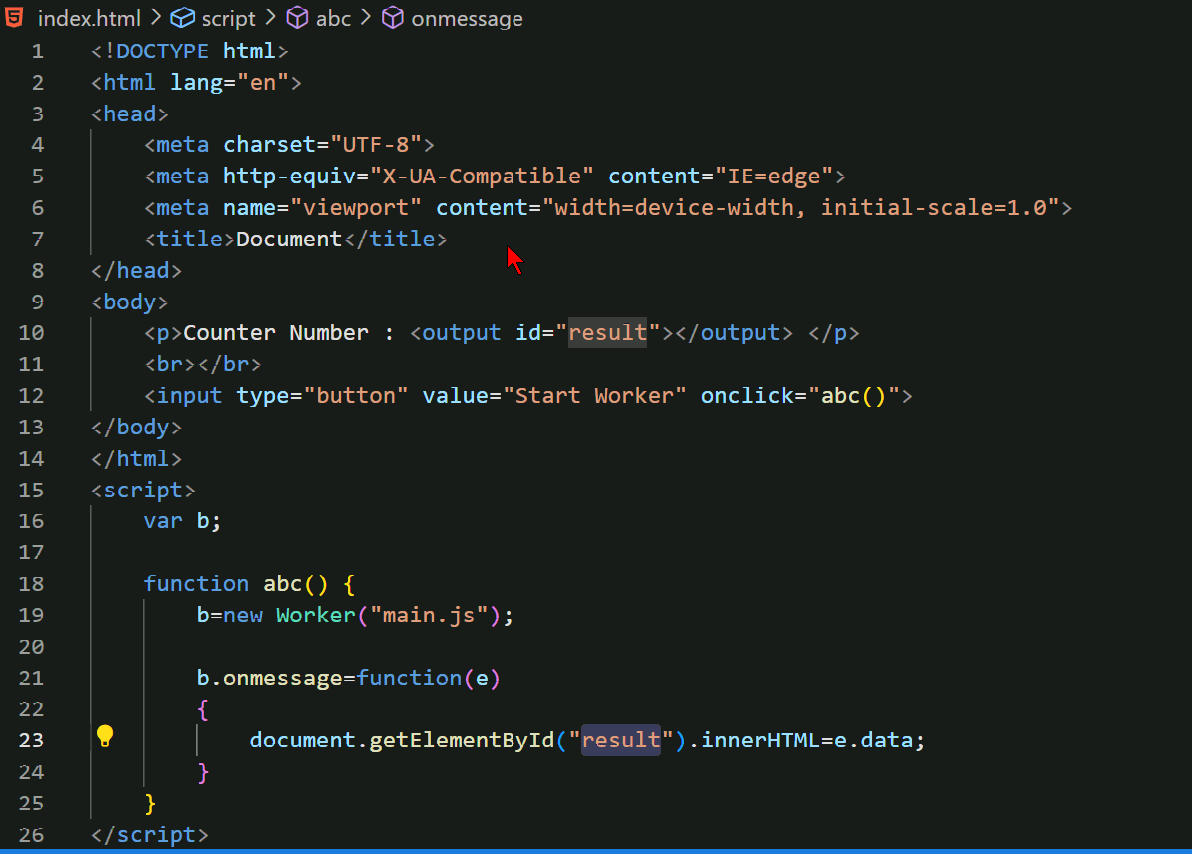 index.html > script > abc > onmessage
1 <!DOCTYPE html>
2 <html lang="en">
3 <head>
4     <meta charset="UTF-8">
5     <meta http-equiv="X-UA-Compatible" content="IE=edge">
6     <meta name="viewport" content="width=device-width, initial-scale=1.0">
7     <title>Document</title>
8 </head>
9 <body>
10     <p>Counter Number : <output id="result"></output> </p>
11     <br></br>
12     <input type="button" value="Start Worker" onclick="abc()">
13 </body>
14 </html>
15 <script>
16     var b;
17
18     function abc() {
19         b=new Worker("main.js");
20
21         b.onmessage=function(e)
22         {
23             document.getElementById("result").innerHTML=e.data;
24         }
25     }
26 </script>